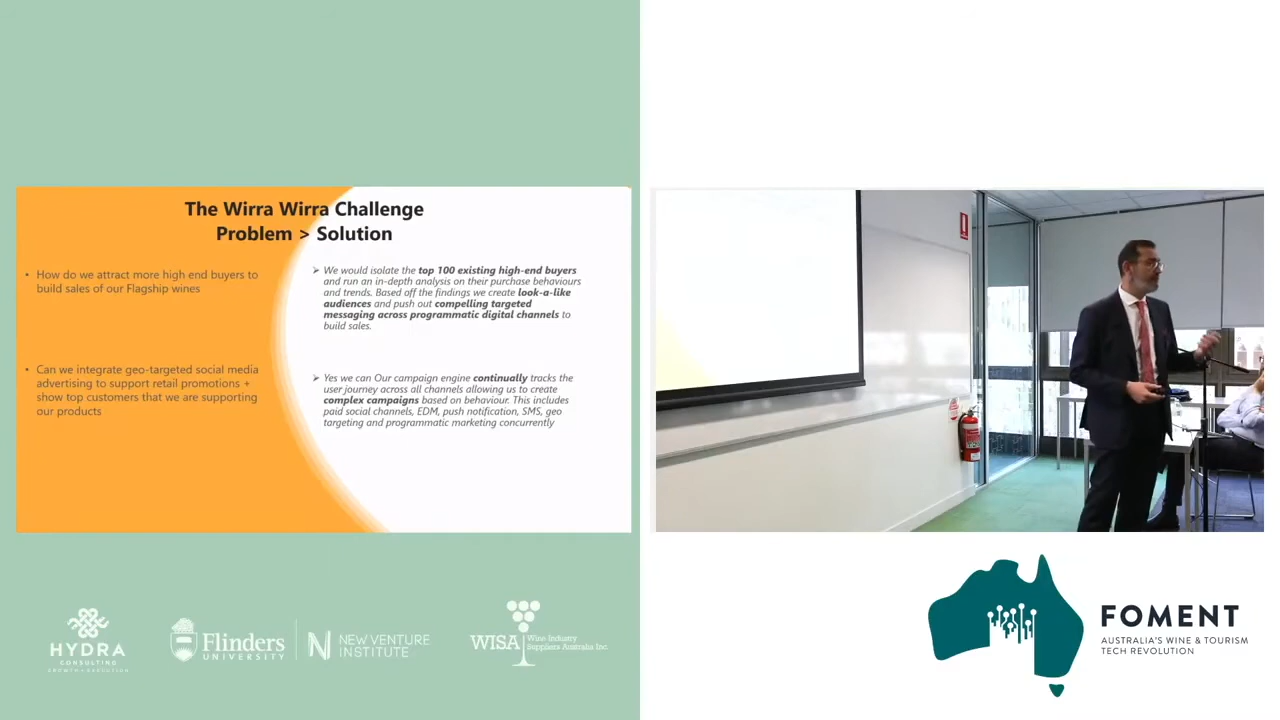 The Wirra Wirra Challenge
Problem > Solution
• How do we attract more high end buyers to
build sales of our Flagship wines
• Can we integrate geo-targeted social media
advertising to support retail promotions +
show top customers that we are supporting
our products
➢ We would isolate the top 100 existing high-end buyers
and run an in-depth analysis on their purchase behaviours
and trends. Based off the findings we create look-a-like
audiences and push out compelling targeted
messaging across programmatic digital channels to
build sales.
➢ Yes we can Our campaign engine continually tracks the
user journey across all channels allowing us to create
complex campaigns based on behaviour. This includes
paid social channels, EDM, push notification, SMS, geo
targeting and programmatic marketing concurrently
HYDRA
CONSULTING
GROWTH EXECUTION
Flinders
UNIVERSITY
NEW VENTURE
INSTITUTE
WISA
Wine Industry
Suppliers Australia Inc.
FOMENT
AUSTRALIA'S WINE & TOURISM
TECH REVOLUTION